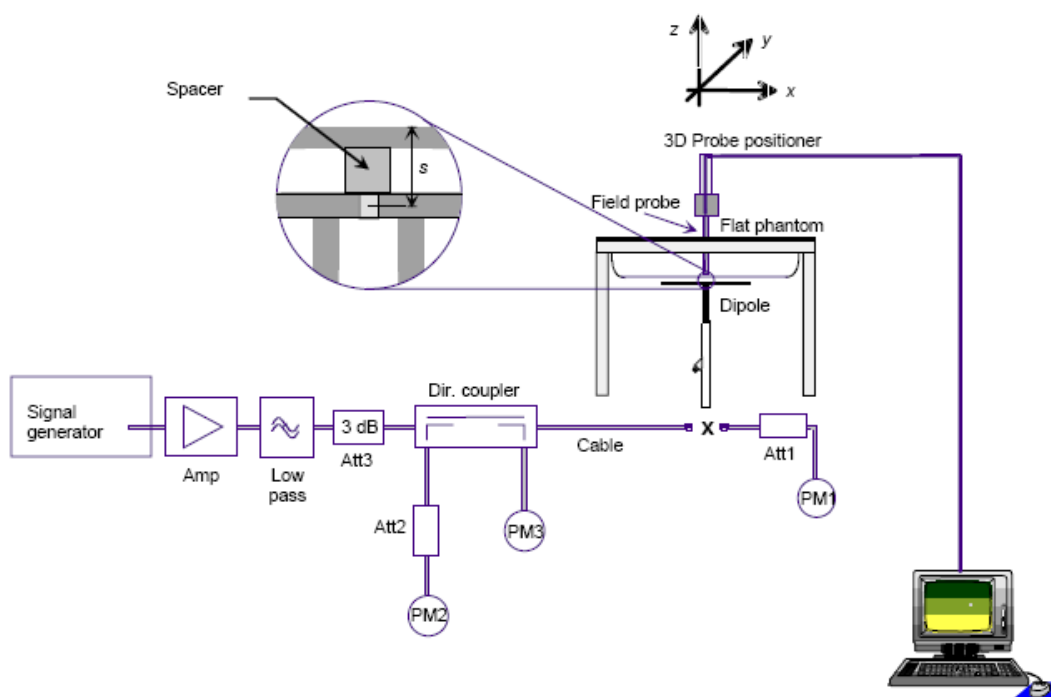 z
y
x
Spacer
s
3D Probe positioner
Field probe
Flat phantom
Dipole
Signal
generator
Amp
Low
pass
3 dB
Att3
Dir. coupler
Cable
X
Att1
PM1
Att2
PM3
PM2